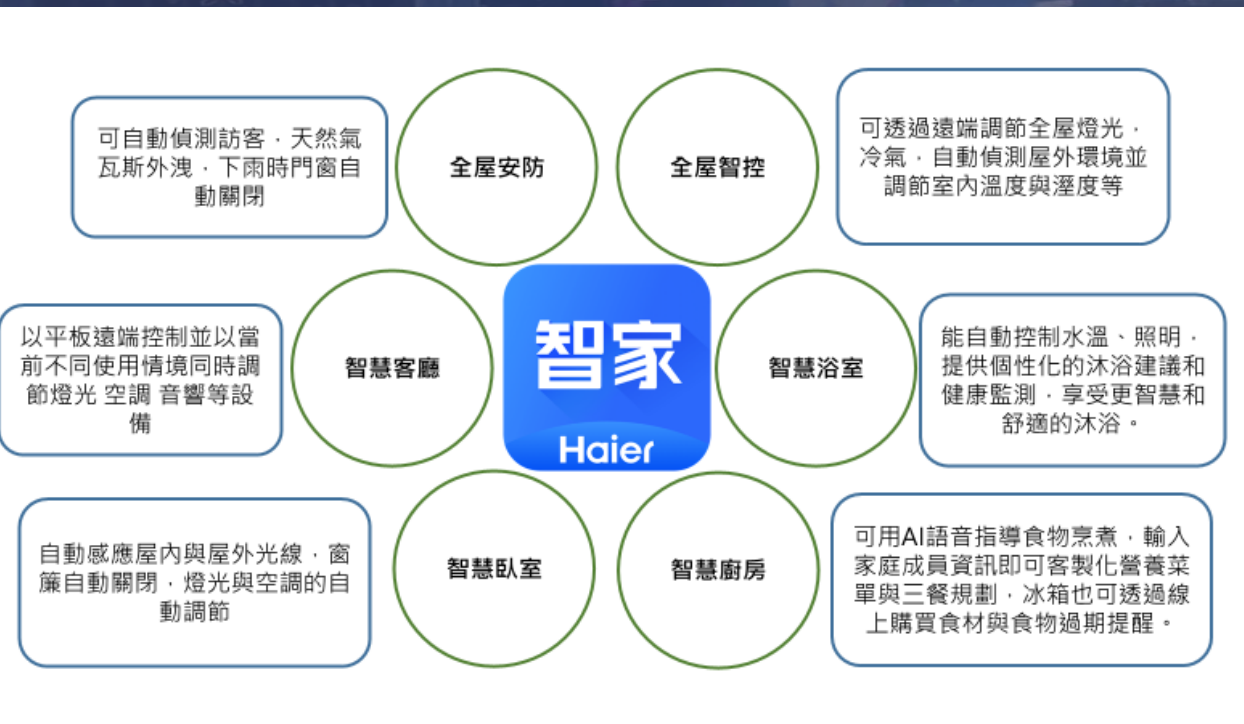 可自動偵測訪客，天然氣
瓦斯外洩，下雨時門窗自
動關閉
全屋安防
全屋智控
可透過遠端調節全屋燈光，
冷氣，自動偵測屋外環境並
調節室內溫度與溼度等
以平板遠端控制並以當
前不同使用情境同時調
節燈光 空調 音響等設
備
智慧客廳
智家
Haier
智慧浴室
能自動控制水溫、照明，
提供個性化的沐浴建議和
健康監測，享受更智慧和
舒適的沐浴。
自動感應屋內與屋外光線，窗
簾自動關閉，燈光與空調的自
動調節
智慧臥室
智慧廚房
可用AI語音指導食物烹煮，輸入
家庭成員資訊即可客製化營養菜
單與三餐規劃，冰箱也可透過線
上購買食材與食物過期提醒。